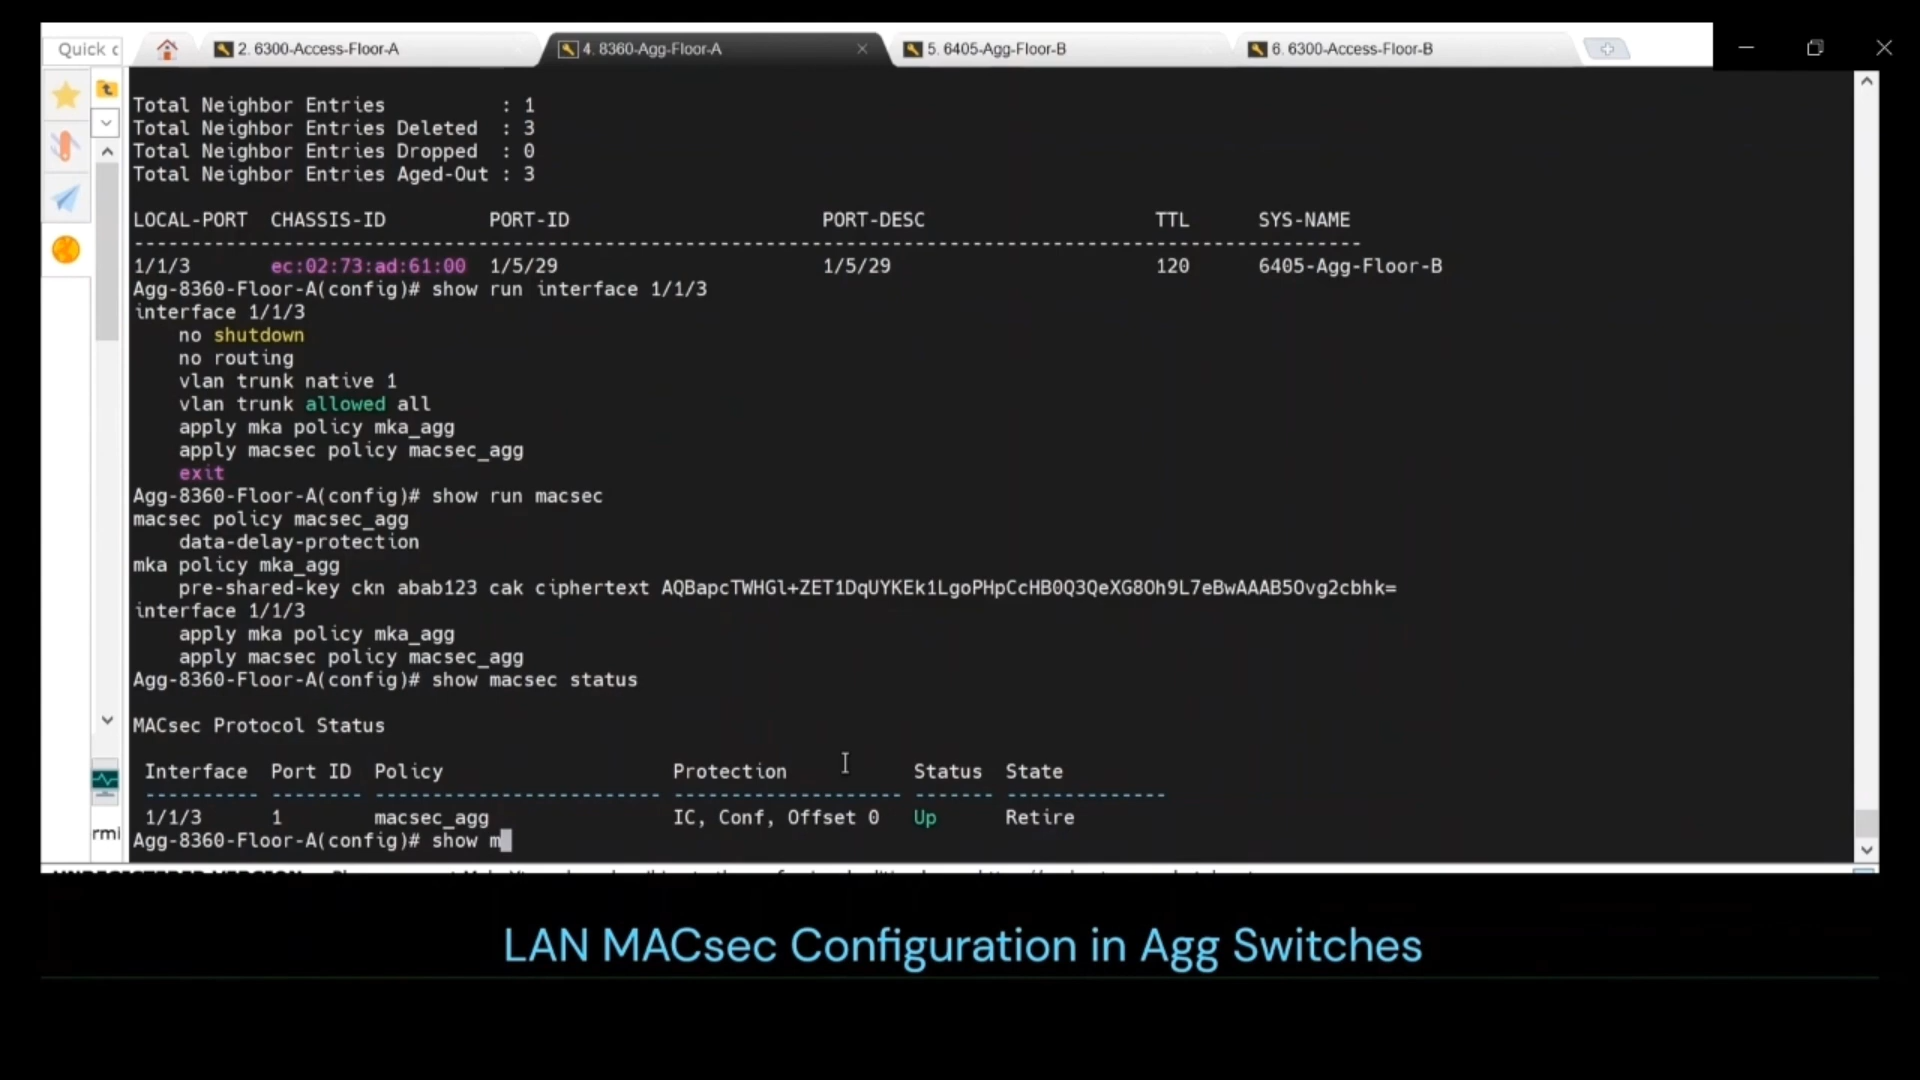 Quick c
2. 6300-Access-Floor-A
4. 8360-Agg-Floor-A
5. 6405-Agg-Floor-B
6. 6300-Access-Floor-B
Total Neighbor Entries : 1
Total Neighbor Entries Deleted : 3
Total Neighbor Entries Dropped : 0
Total Neighbor Entries Aged-Out : 3
LOCAL-PORT CHASSIS-ID PORT-ID PORT-DESC TTL SYS-NAME
1/1/3 ec:02:73:ad:61:00 1/5/29 1/5/29 120 6405-Agg-Floor-B
Agg-8360-Floor-A(config)# show run interface 1/1/3
interface 1/1/3
no shutdown
no routing
vlan trunk native 1
vlan trunk allowed all
apply mka policy mka_agg
apply macsec policy macsec_agg
exit
Agg-8360-Floor-A(config)# show run macsec
macsec policy macsec_agg
data-delay-protection
mka policy mka_agg
pre-shared-key ckn abab123 cak ciphertext AQBapcTWHGl+ZET1DqUYKEk1LgoPHpCcHB0Q3QeXG8Oh9L7eBwAAAB5Ovg2cbhk=
interface 1/1/3
apply mka policy mka_agg
apply macsec policy macsec_agg
Agg-8360-Floor-A(config)# show macsec status
MACsec Protocol Status
Interface Port ID Policy Protection Status State
1/1/3 1 macsec_agg IC, Conf, Offset 0 Up Retire
rmi
Agg-8360-Floor-A(config)# show m
LAN MACsec Configuration in Agg Switches